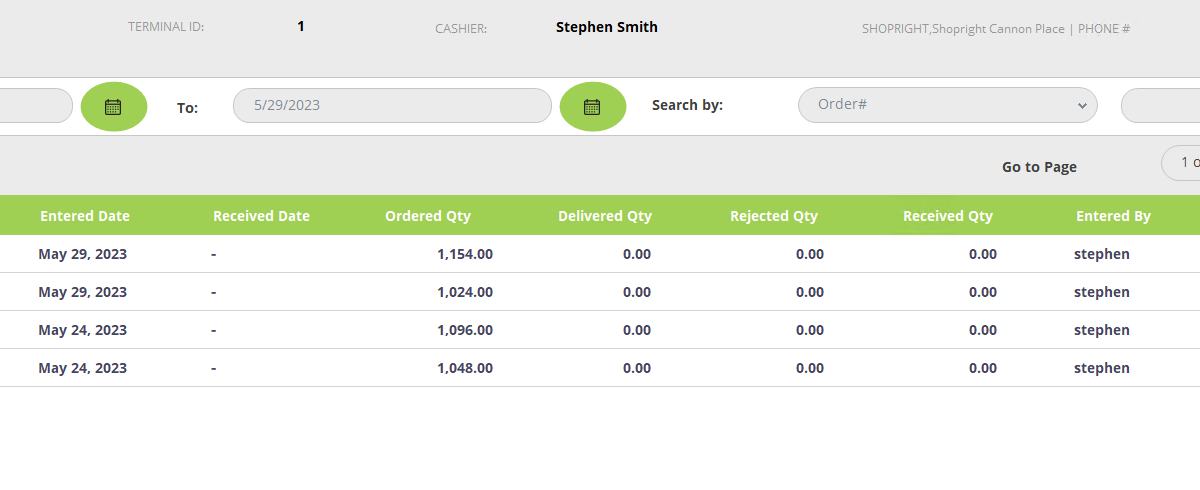 TERMINAL ID: 1 CASHIER: Stephen Smith SHOPRIGHT,Shopright Cannon Place | PHONE #
To: 5/29/2023 Search by: Order#
Go to Page 1 o
Entered Date Received Date Ordered Qty Delivered Qty Rejected Qty Received Qty Entered By
May 29, 2023 - 1,154.00 0.00 0.00 0.00 stephen
May 29, 2023 - 1,024.00 0.00 0.00 0.00 stephen
May 24, 2023 - 1,096.00 0.00 0.00 0.00 stephen
May 24, 2023 - 1,048.00 0.00 0.00 0.00 stephen